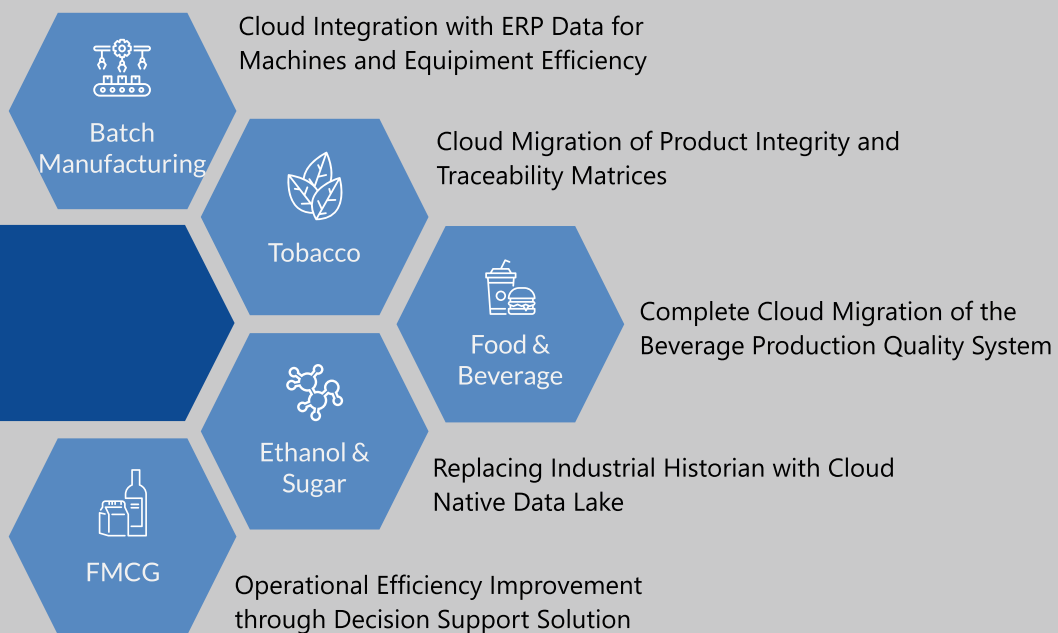 Cloud Integration with ERP Data for
Machines and Equipiment Efficiency
Batch
Manufacturing
Cloud Migration of Product Integrity and
Traceability Matrices
Tobacco
Complete Cloud Migration of the
Beverage Production Quality System
Food &
Beverage
Ethanol &
Sugar
Replacing Industrial Historian with Cloud
Native Data Lake
FMCG
Operational Efficiency Improvement
through Decision Support Solution